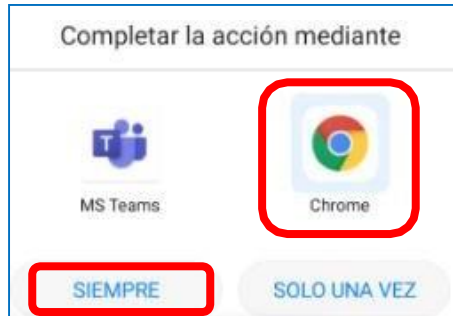 Completar la acción mediante
MS Teams
Chrome
SIEMPRE
SOLO UNA VEZ